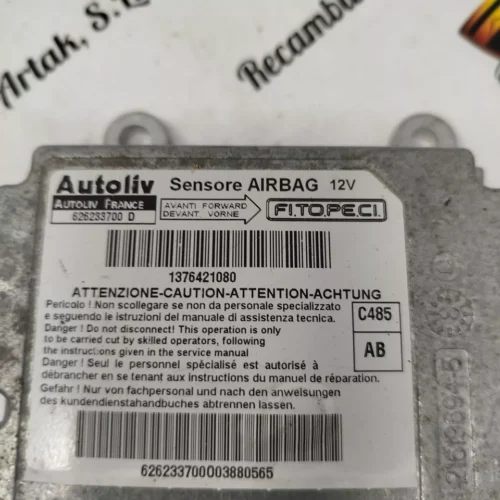 Artak, S.
Recamb
Autoliv Sensore AIRBAG 12V
AUTOLIV FRANCE
626233700 D
AVANTI FORWARD
DEVANT VORNE
FI.TO.PE.CI.
1376421080
ATTENZIONE-CAUTION-ATTENTION-ACHTUNG
Pericolo ! Non scollegare se non da personale specializzato
e seguendo le istruzioni del manuale di assistenza tecnica.
Danger ! Do not disconnect! This operation is only
to be carried cut by skilled operators, following
the instructions given in the service manual
Danger ! Seul le personnel spécialisé est autorisé à
débrancher en se tenant aux instructions du manuel de réparation.
Gefahr ! Nur von fachpersonal und nach den anweisungen
des kundendienstahandbuches abtrennen lassen.
C485
AB
626233700003880565